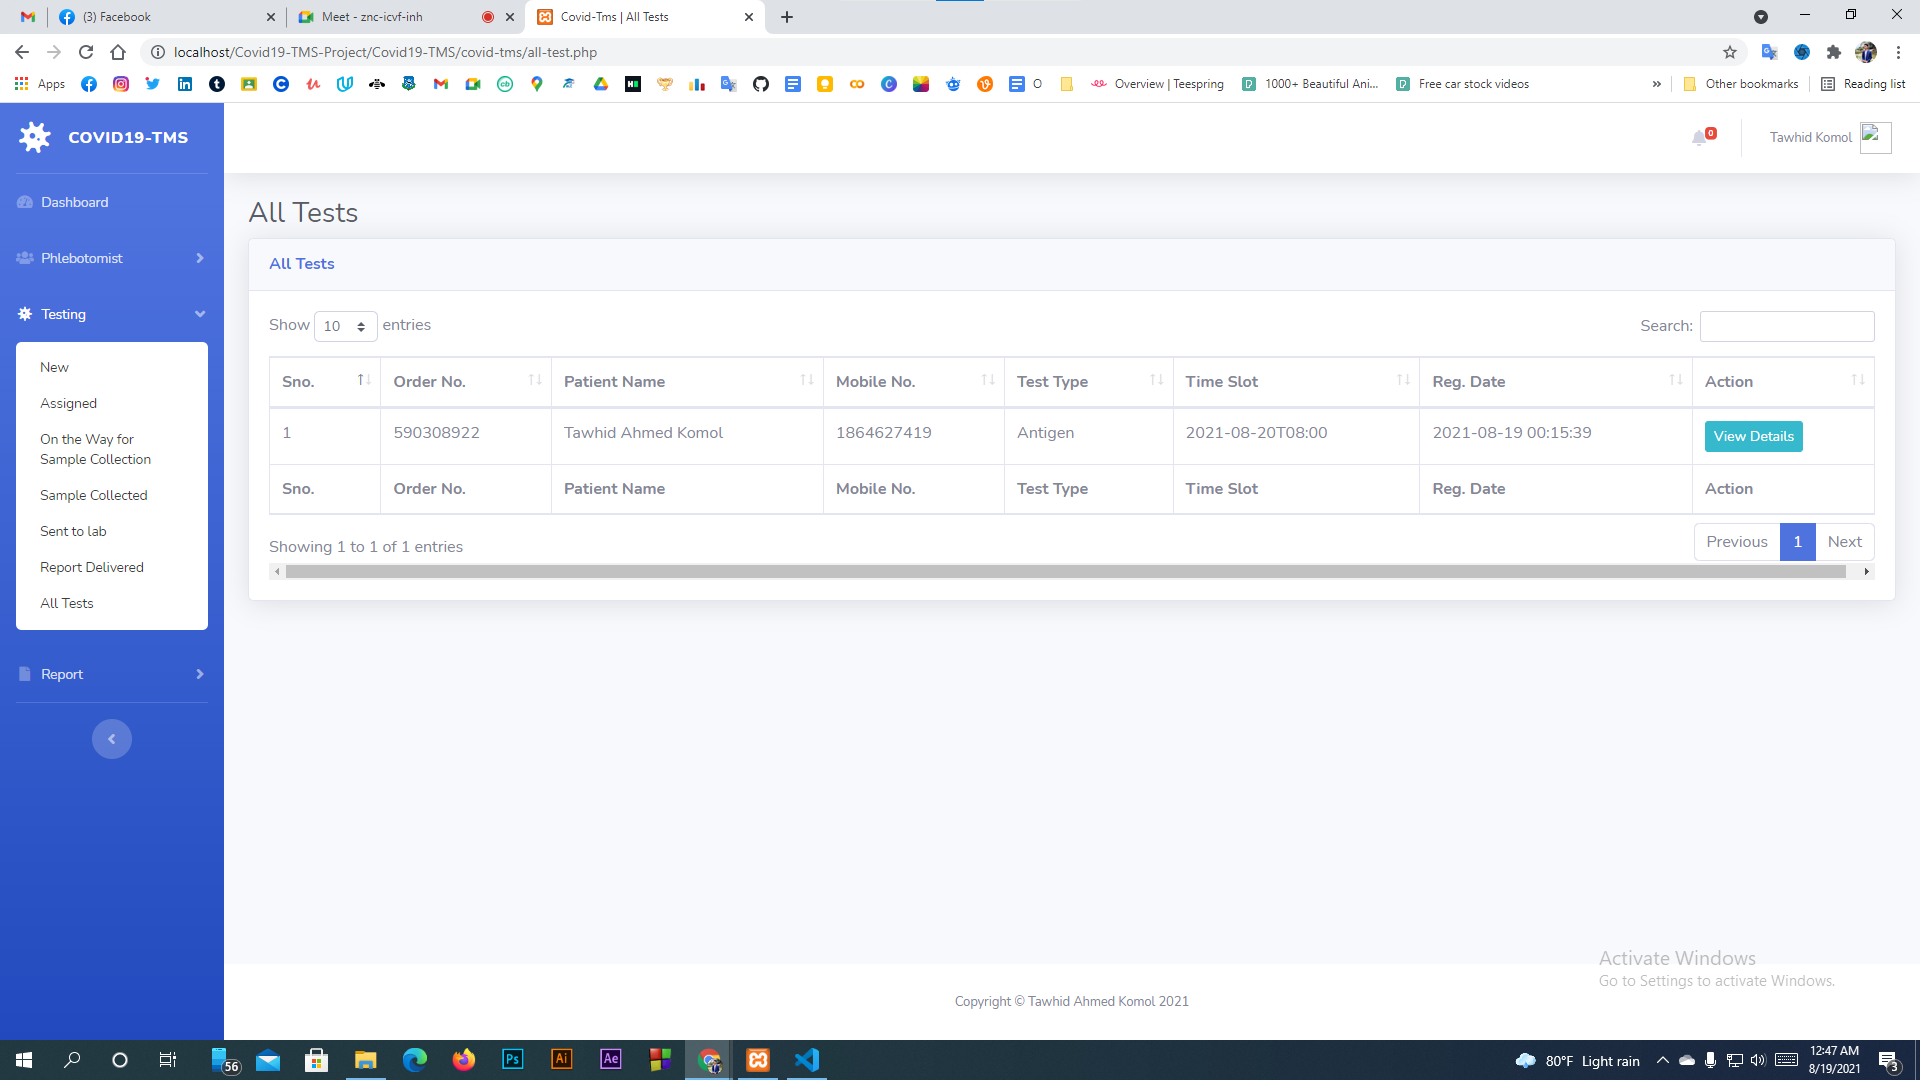 (3) Facebook
Meet - znc-icvf-inh
Covid-Tms | All Tests
localhost/Covid19-TMS-Project/Covid19-TMS/covid-tms/all-test.php
Apps
O
Overview | Teespring
1000+ Beautiful Ani...
Free car stock videos
»
Other bookmarks
Reading list
COVID19-TMS
0
Tawhid Komol
Dashboard
Phlebotomist
Testing
New
Assigned
On the Way for
Sample Collection
Sample Collected
Sent to lab
Report Delivered
All Tests
Report
All Tests
All Tests
Show 10 entries
Search:
Sno. Order No. Patient Name Mobile No. Test Type Time Slot Reg. Date Action
1 590308922 Tawhid Ahmed Komol 1864627419 Antigen 2021-08-20T08:00 2021-08-19 00:15:39 View Details
Sno. Order No. Patient Name Mobile No. Test Type Time Slot Reg. Date Action
Showing 1 to 1 of 1 entries
Previous 1 Next
Activate Windows
Go to Settings to activate Windows.
Copyright © Tawhid Ahmed Komol 2021
56
Ps
Ai
Ae
80°F Light rain
12:47 AM
8/19/2021
3